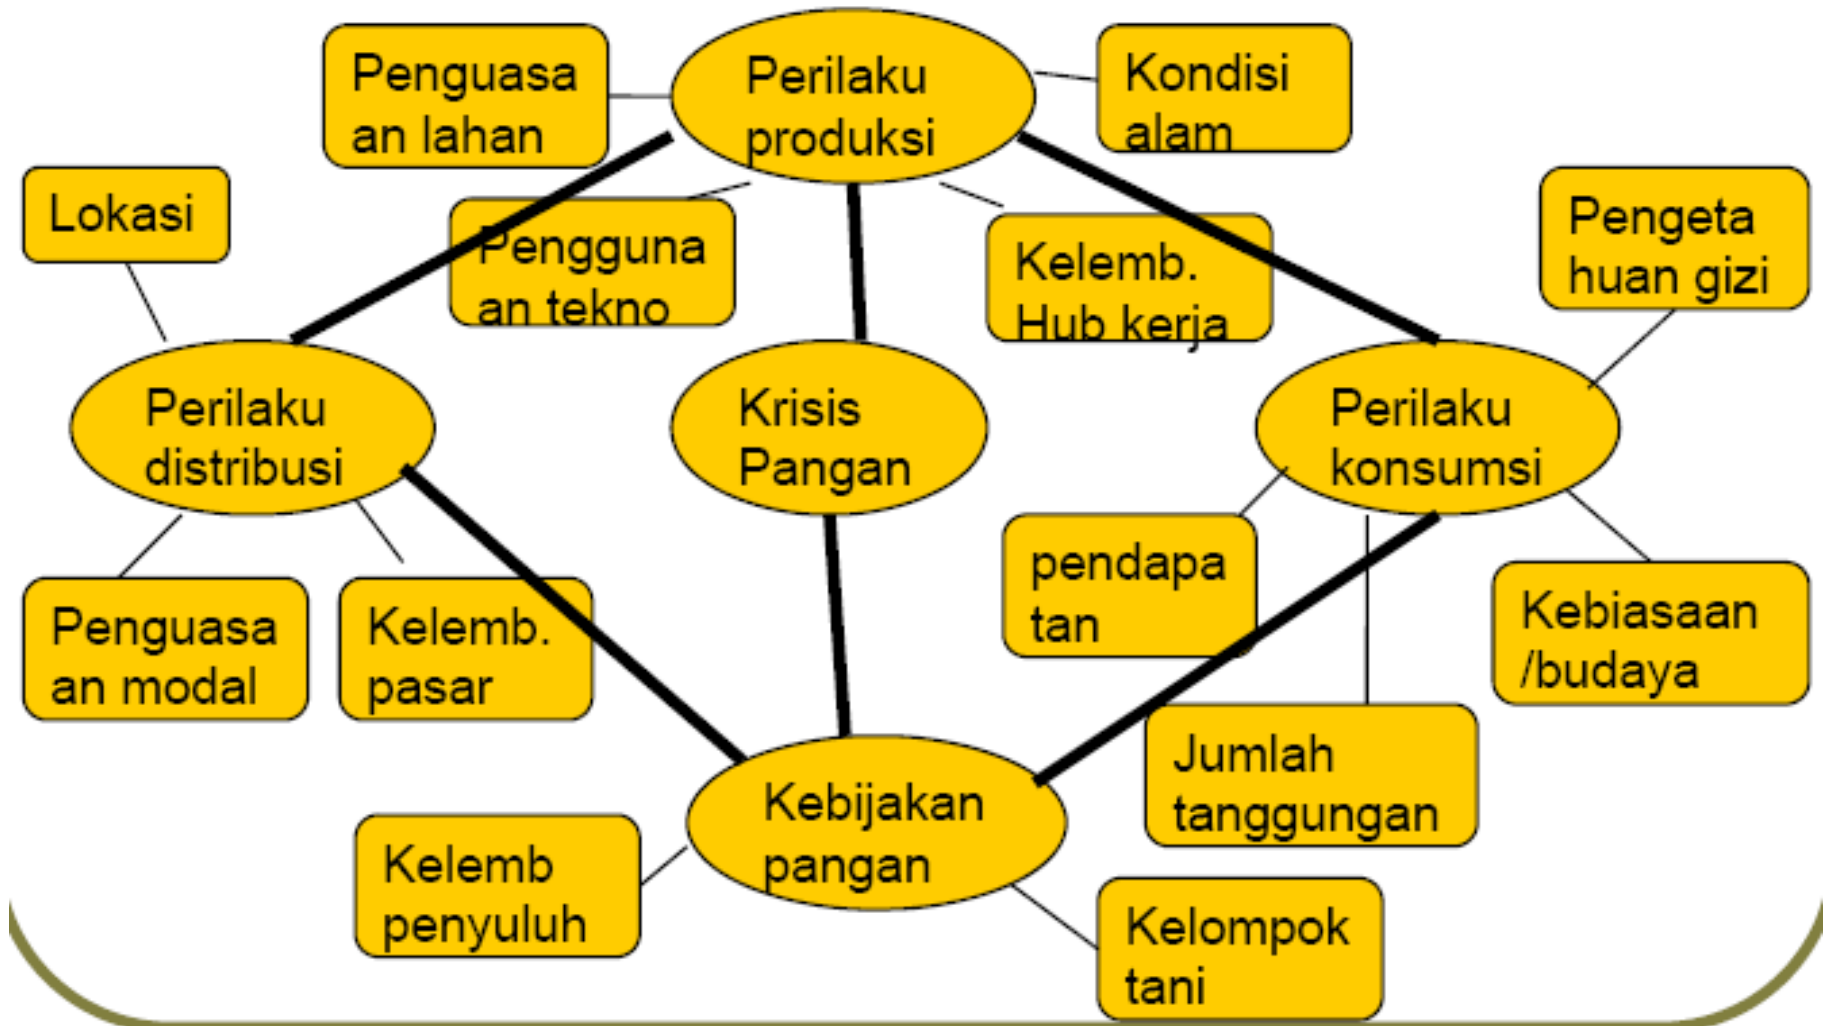 Penguasa
an lahan
Perilaku
produksi
Kondisi
alam
Lokasi
Pengguna
an tekno
Kelemb.
Hub kerja
Pengeta
huan gizi
Perilaku
distribusi
Krisis
Pangan
Perilaku
konsumsi
Penguasa
an modal
Kelemb.
pasar
pendapa
tan
Kebiasaan
/budaya
Jumlah
tanggungan
Kebijakan
pangan
Kelemb
penyuluh
Kelompok
tani